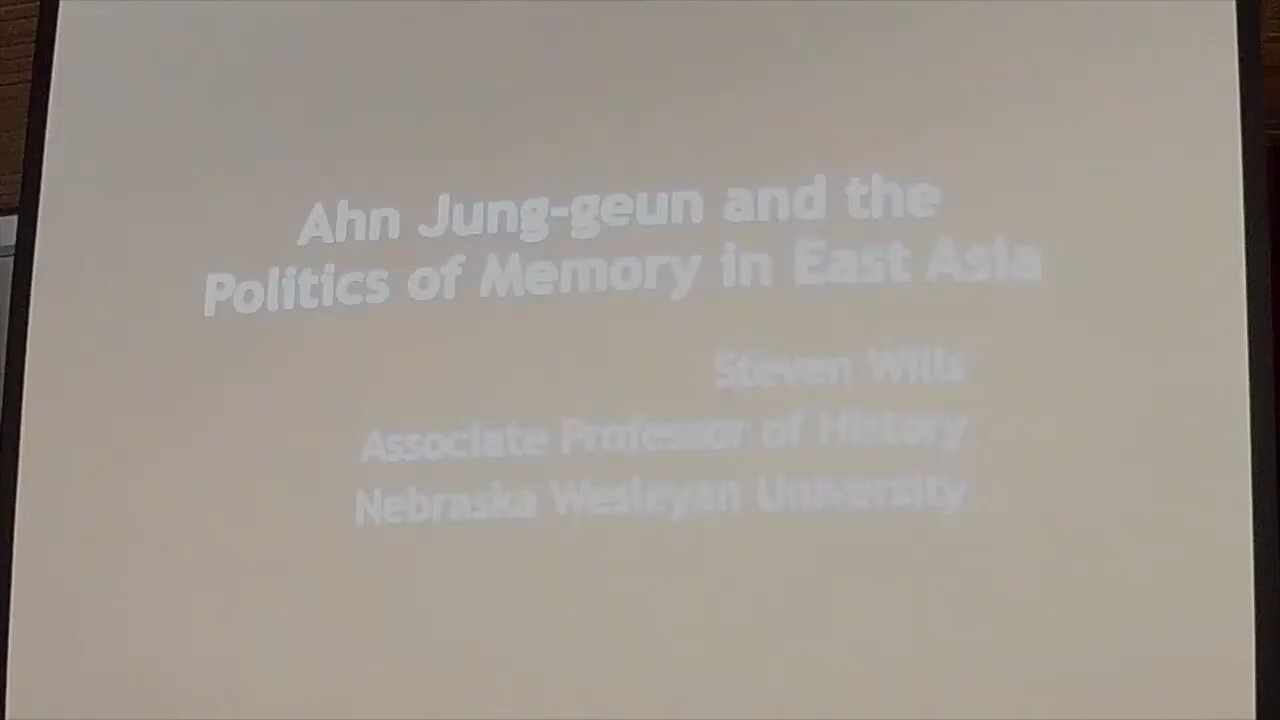 Ahn Jung-geun and the
Politics of Memory in East Asia
Steven Wills
Associate Professor of History
Nebraska Wesleyan University